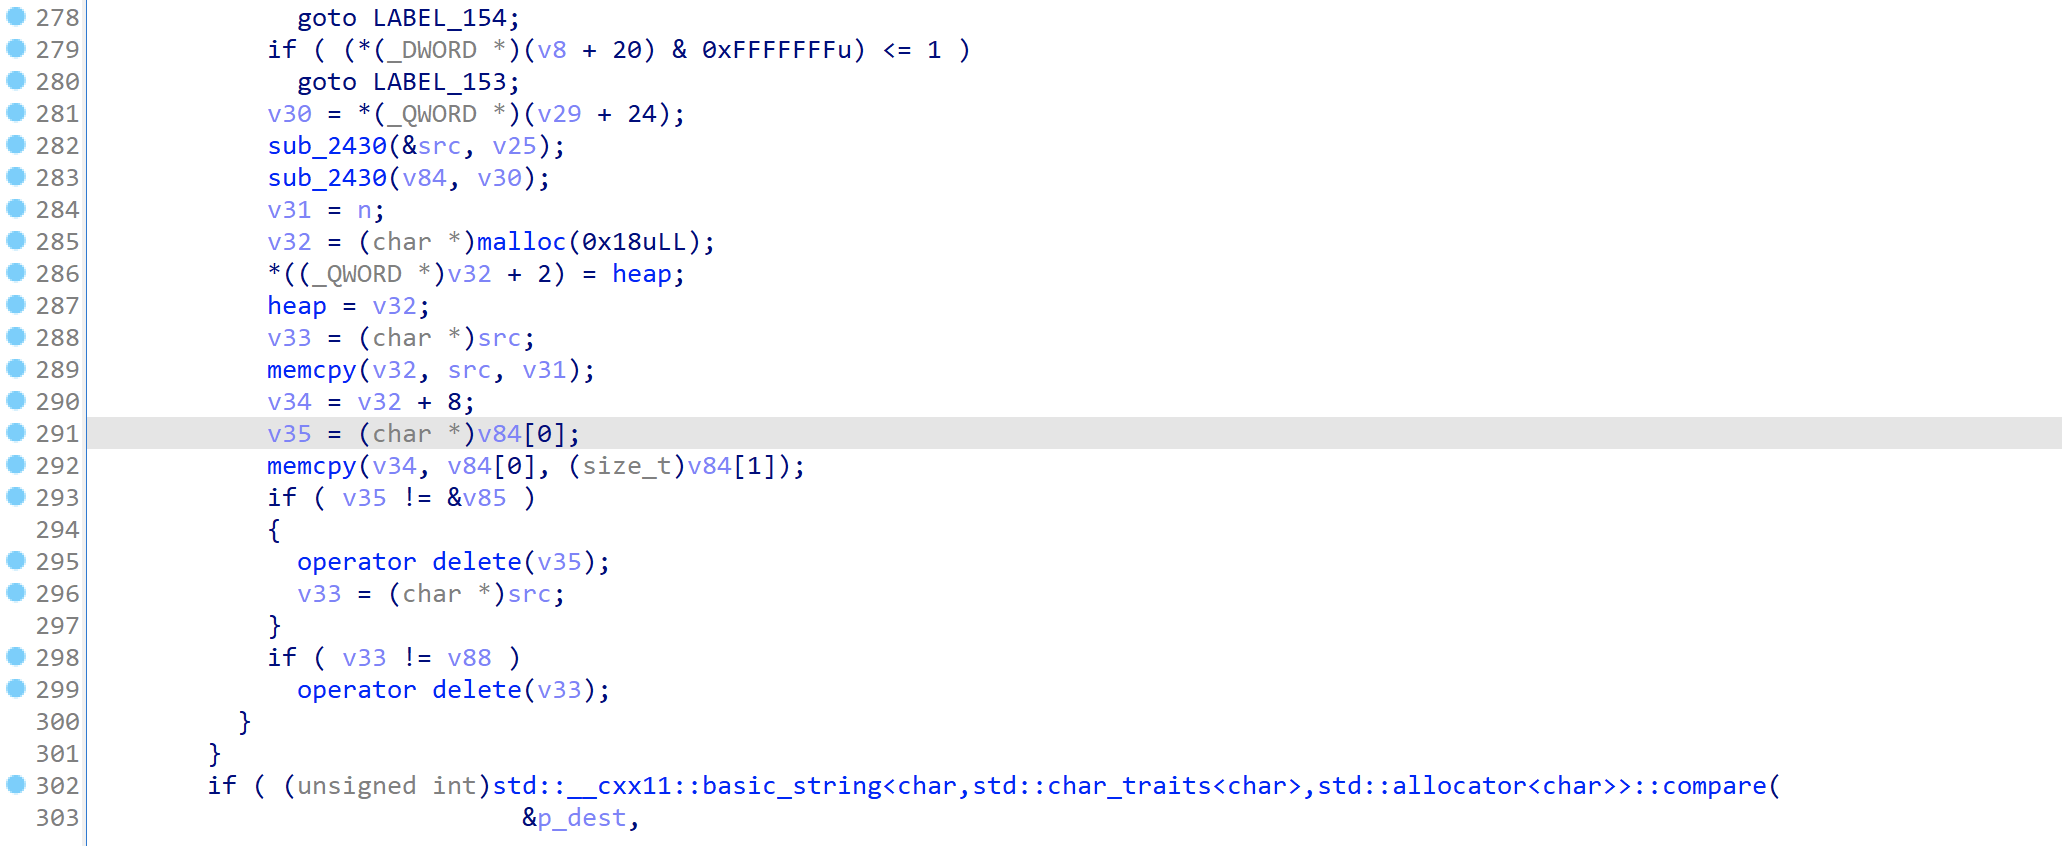 278 goto LABEL_154;
279 if ( (*(_DWORD *)(v8 + 20) & 0xFFFFFFFu) <= 1 )
280 goto LABEL_153;
281 v30 = *(_QWORD *)(v29 + 24);
282 sub_2430(&src, v25);
283 sub_2430(v84, v30);
284 v31 = n;
285 v32 = (char *)malloc(0x18uLL);
286 *((_QWORD *)v32 + 2) = heap;
287 heap = v32;
288 v33 = (char *)src;
289 memcpy(v32, src, v31);
290 v34 = v32 + 8;
291 v35 = (char *)v84[0];
292 memcpy(v34, v84[0], (size_t)v84[1]);
293 if ( v35 != &v85 )
294 {
295 operator delete(v35);
296 v33 = (char *)src;
297 }
298 if ( v33 != v88 )
299 operator delete(v33);
300 }
301 }
302 if ( (unsigned int)std::__cxx11::basic_string<char,std::char_traits<char>,std::allocator<char>>::compare(
303 &p_dest,